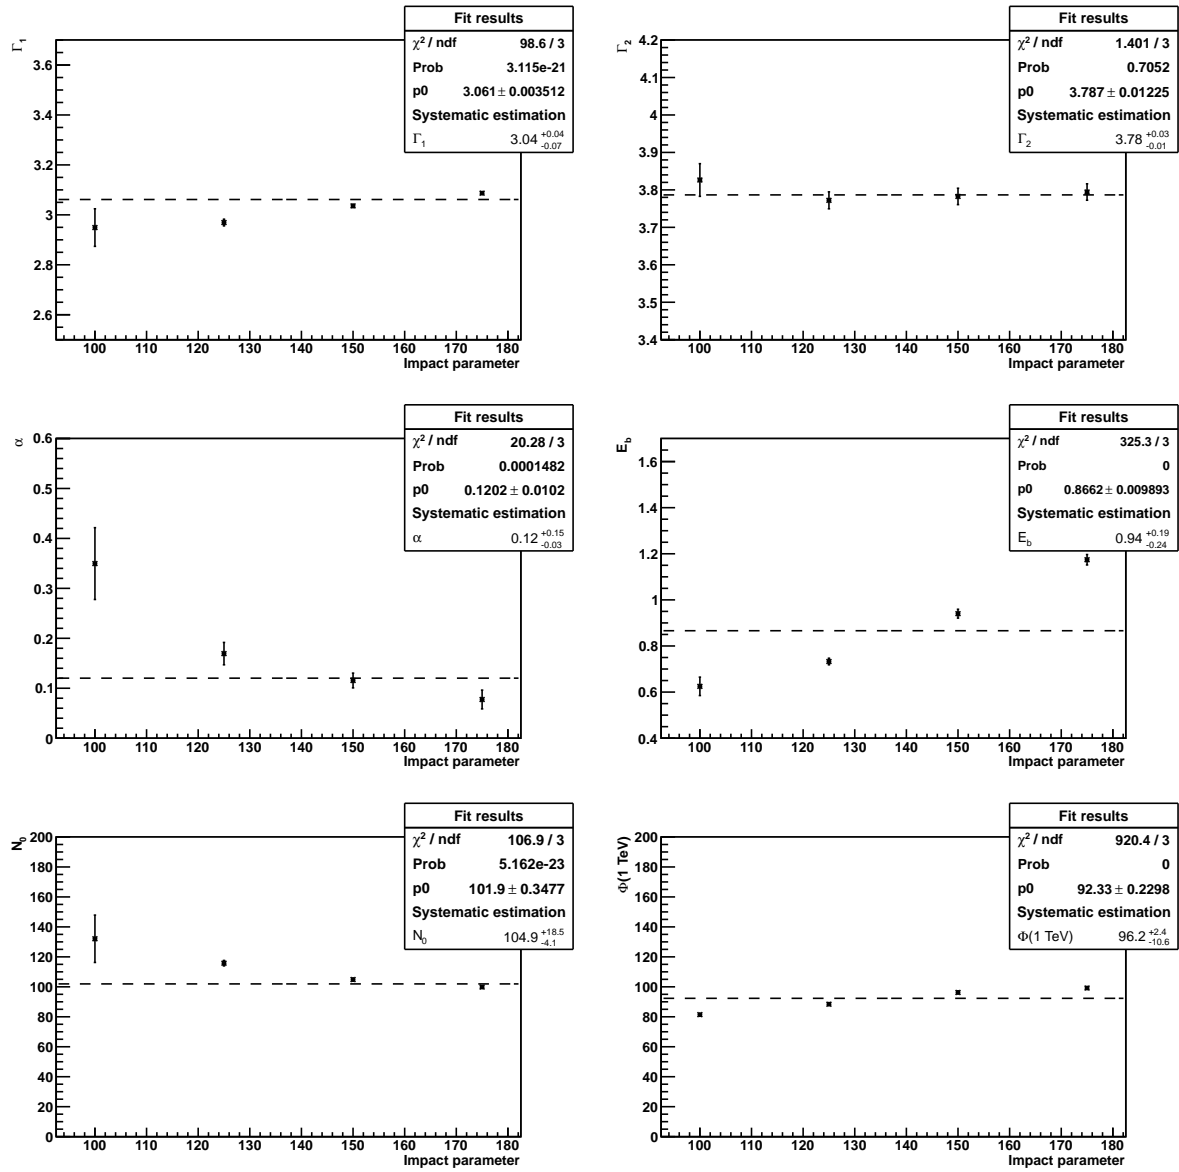 Γ1
3.6
3.4
3.2
3
2.8
2.6
100 110 120 130 140 150 160 170 180
Impact parameter
Fit results
χ² / ndf 98.6 / 3
Prob 3.115e-21
p0 3.061 ± 0.003512
Systematic estimation
Γ1 3.04 +0.04 -0.07
Γ2
4.2
4.1
4
3.9
3.8
3.7
3.6
3.5
3.4
100 110 120 130 140 150 160 170 180
Impact parameter
Fit results
χ² / ndf 1.401 / 3
Prob 0.7052
p0 3.787 ± 0.01225
Systematic estimation
Γ2 3.78 +0.03 -0.01
α
0.6
0.5
0.4
0.3
0.2
0.1
0
100 110 120 130 140 150 160 170 180
Impact parameter
Fit results
χ² / ndf 20.28 / 3
Prob 0.0001482
p0 0.1202 ± 0.0102
Systematic estimation
α 0.12 +0.15 -0.03
Eb
1.6
1.4
1.2
1
0.8
0.6
0.4
100 110 120 130 140 150 160 170 180
Impact parameter
Fit results
χ² / ndf 325.3 / 3
Prob 0
p0 0.8662 ± 0.009893
Systematic estimation
Eb 0.94 +0.19 -0.24
N0
200
180
160
140
120
100
80
60
40
20
0
100 110 120 130 140 150 160 170 180
Impact parameter
Fit results
χ² / ndf 106.9 / 3
Prob 5.162e-23
p0 101.9 ± 0.3477
Systematic estimation
N0 104.9 +18.5 -4.1
Φ(1 TeV)
200
180
160
140
120
100
80
60
40
20
0
100 110 120 130 140 150 160 170 180
Impact parameter
Fit results
χ² / ndf 920.4 / 3
Prob 0
p0 92.33 ± 0.2298
Systematic estimation
Φ(1 TeV) 96.2 +2.4 -10.6